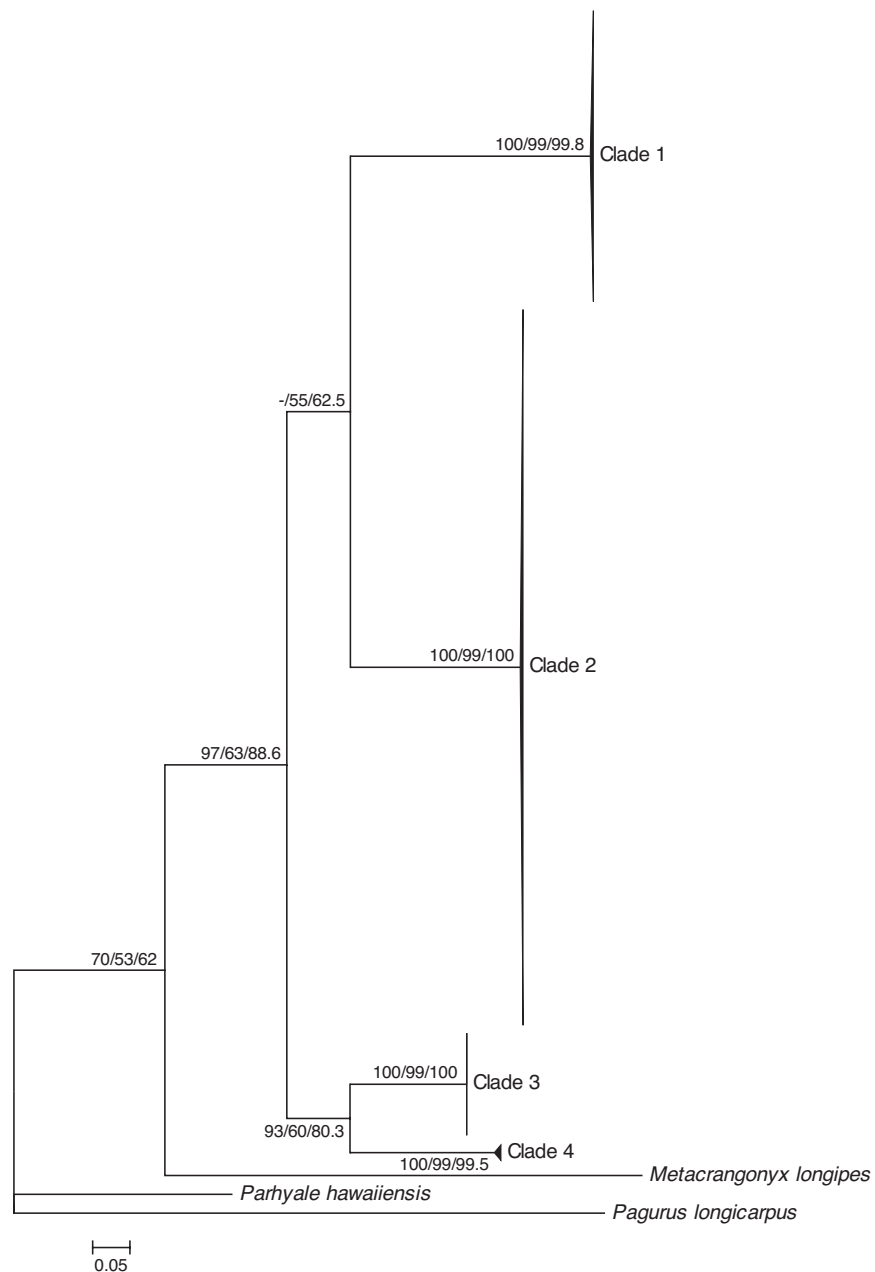 100/99/99.8
Clade 1
-/55/62.5
100/99/100
Clade 2
97/63/88.6
70/53/62
100/99/100
Clade 3
93/60/80.3
Clade 4
100/99/99.5
Metacrangonyx longipes
Parhyale hawaiiensis
Pagurus longicarpus
0.05